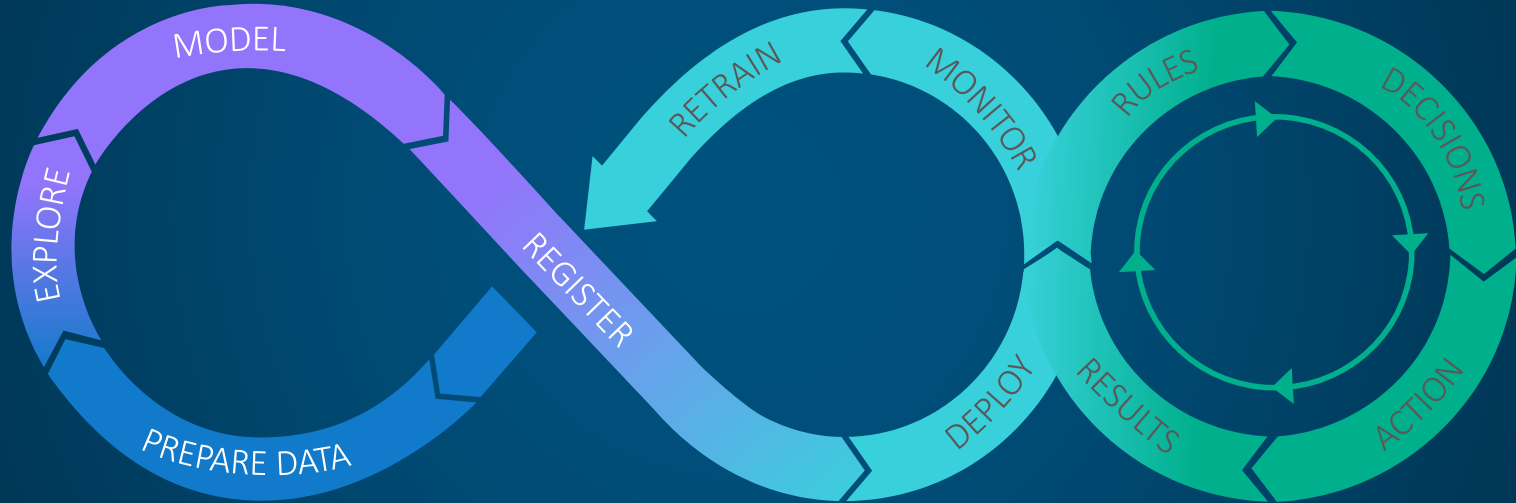 PREPARE DATA
EXPLORE
MODEL
REGISTER
DEPLOY
MONITOR
RETRAIN
RULES
DECISIONS
ACTION
RESULTS